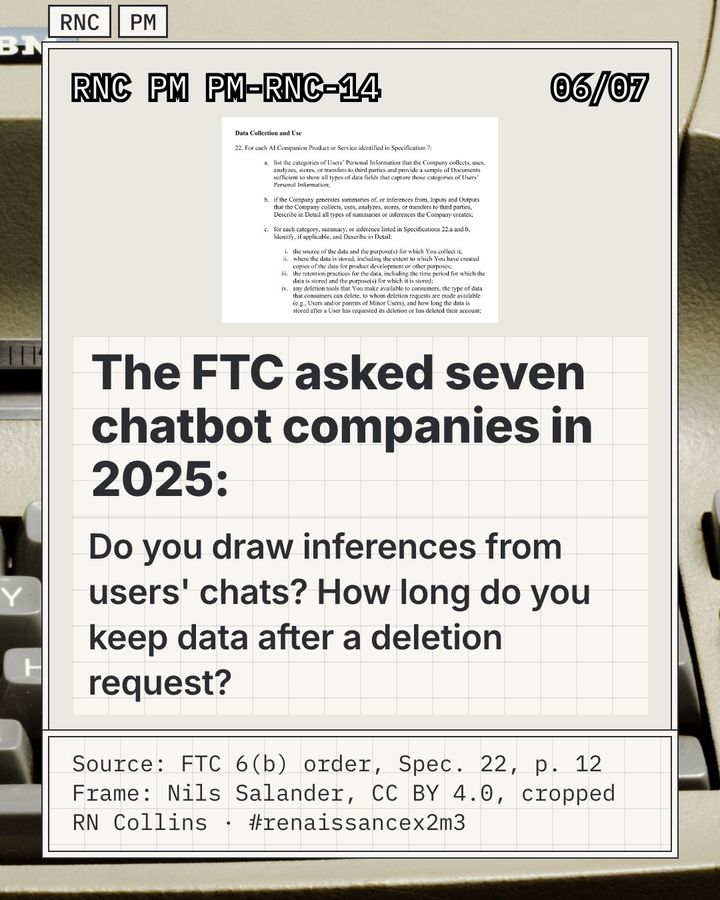 RNC PM
RNC PM PM-RNC-14 06/07
Data Collection and Use
22. For each AI Companion Product or Service identified in Specification 7:
a. list the categories of Users' Personal Information that the Company collects, uses,
analyzes, stores, or transfers to third parties and provide a sample of Documents
sufficient to show all types of data fields that capture those categories of Users'
Personal Information;
b. if the Company generates summaries of, or inferences from, Inputs and Outputs
that the Company collects, uses, analyzes, stores, or transfers to third parties,
Describe in Detail all types of summaries or inferences the Company creates;
c. for each category, summary, or inference listed in Specifications 22.a and b,
Identify, if applicable, and Describe in Detail:
i. the source of the data and the purpose(s) for which You collect it;
ii. where the data is stored, including the extent to which You have created
copies of the data for product development or other purposes;
iii. the retention practices for the data, including the time period for which the
data is stored and the purpose(s) for which it is stored;
iv. any deletion tools that You make available to consumers, the type of data
that consumers can delete, to whom deletion requests are made available
(e.g., Users and/or parents of Minor Users), and how long the data is
stored after a User has requested its deletion or has deleted their account;
The FTC asked seven
chatbot companies in
2025:
Do you draw inferences from
users' chats? How long do you
keep data after a deletion
request?
Y
H
Source: FTC 6(b) order, Spec. 22, p. 12
Frame: Nils Salander, CC BY 4.0, cropped
RN Collins · #renaissancex2m3